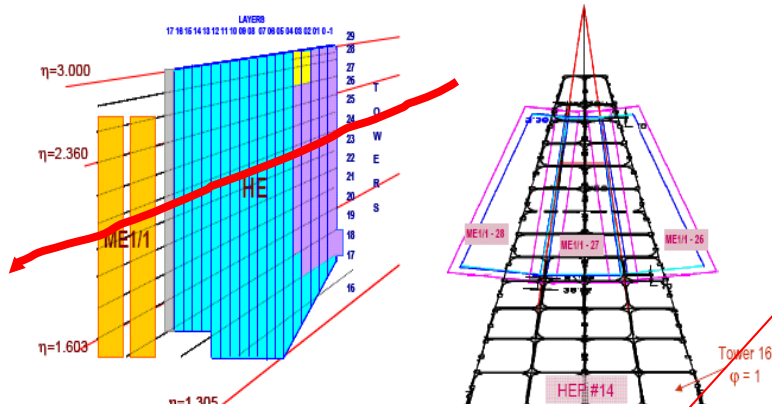 LAYERS
17 16 15 14 13 12 11 10 09 08 07 06 05 04 03 02 01 0 -1
29
28
27
26
25
24
23
22
21
20
19
18
17
16
T O W E R S
η=3.000
η=2.360
η=1.603
η=1.305
HE
ME1/1
ME1/1 - 28
ME1/1 - 27
ME1/1 - 26
HEP #14
Tower 16
φ = 1